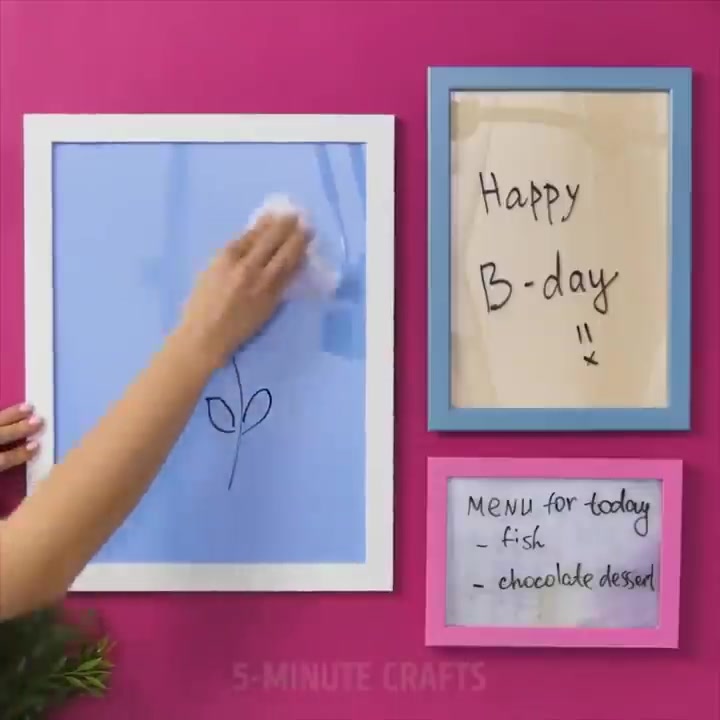 Happy
B-day
!!
x
MENU for today
- fish
- chocolate dessert
5-MINUTE CRAFTS